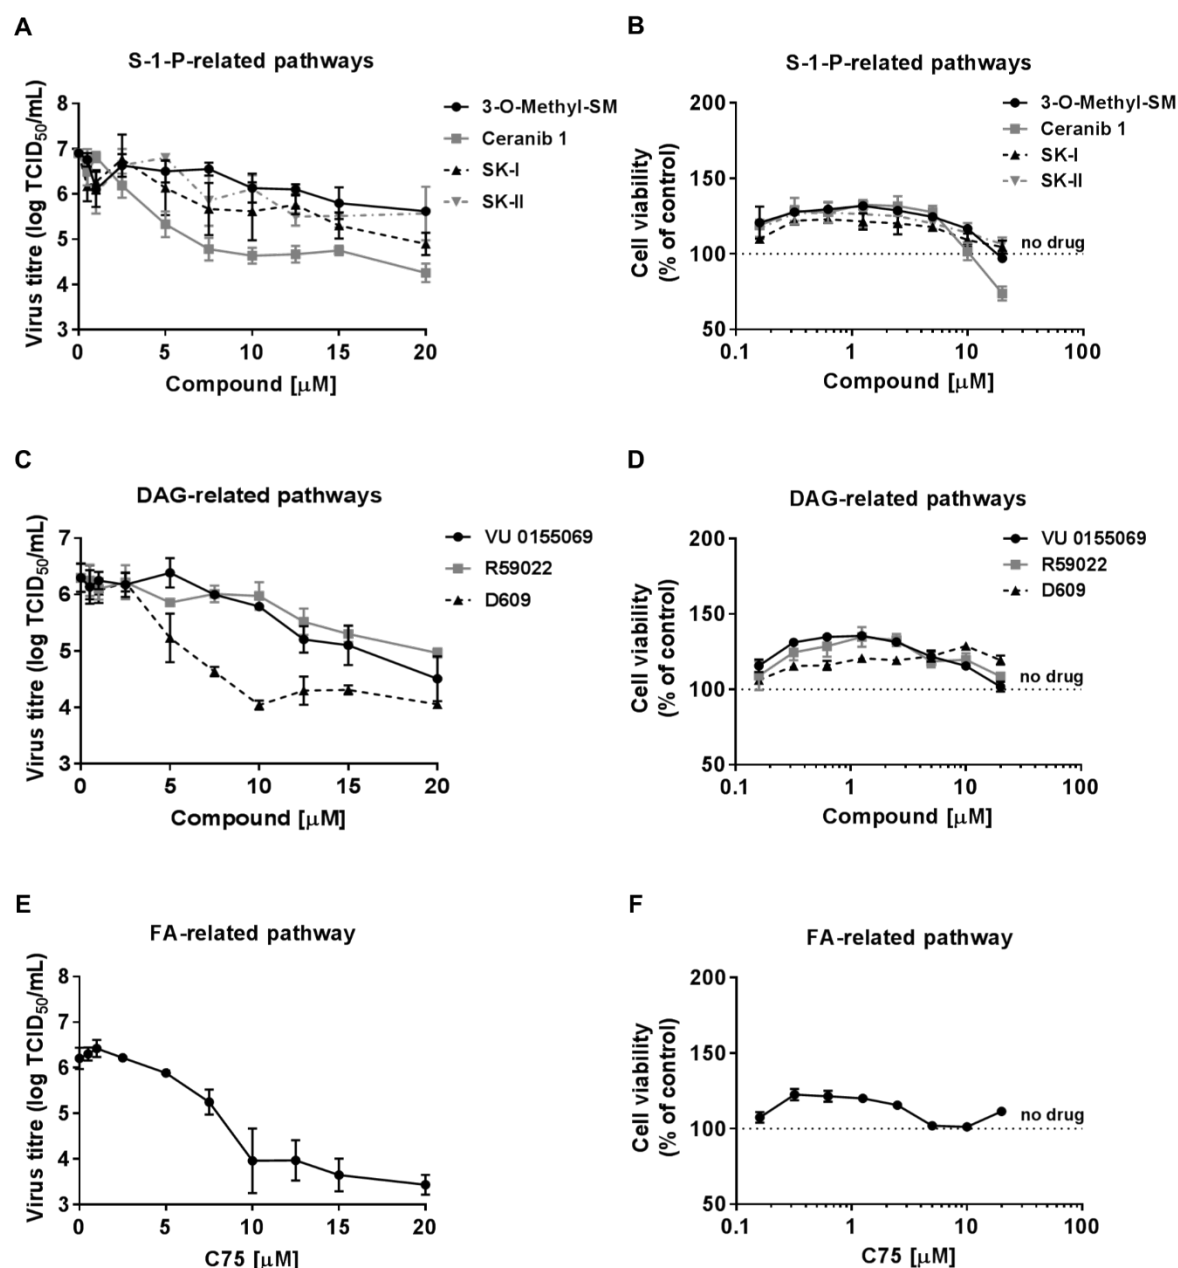 A
S-1-P-related pathways
Virus titre (log TCID50/mL)
8
7
6
5
4
3
0
5
10
15
20
Compound [µM]
3-O-Methyl-SM
Ceranib 1
SK-I
SK-II
B
S-1-P-related pathways
Cell viability
(% of control)
200
150
100
50
0.1
1
10
100
Compound [µM]
3-O-Methyl-SM
Ceranib 1
SK-I
SK-II
no drug
C
DAG-related pathways
Virus titre (log TCID50/mL)
7
6
5
4
3
0
5
10
15
20
Compound [µM]
VU 0155069
R59022
D609
D
DAG-related pathways
Cell viability
(% of control)
200
150
100
50
0.1
1
10
100
Compound [µM]
VU 0155069
R59022
D609
no drug
E
FA-related pathway
Virus titre (log TCID50/mL)
8
7
6
5
4
3
0
5
10
15
20
C75 [µM]
F
FA-related pathway
Cell viability
(% of control)
200
150
100
50
0.1
1
10
100
C75 [µM]
no drug